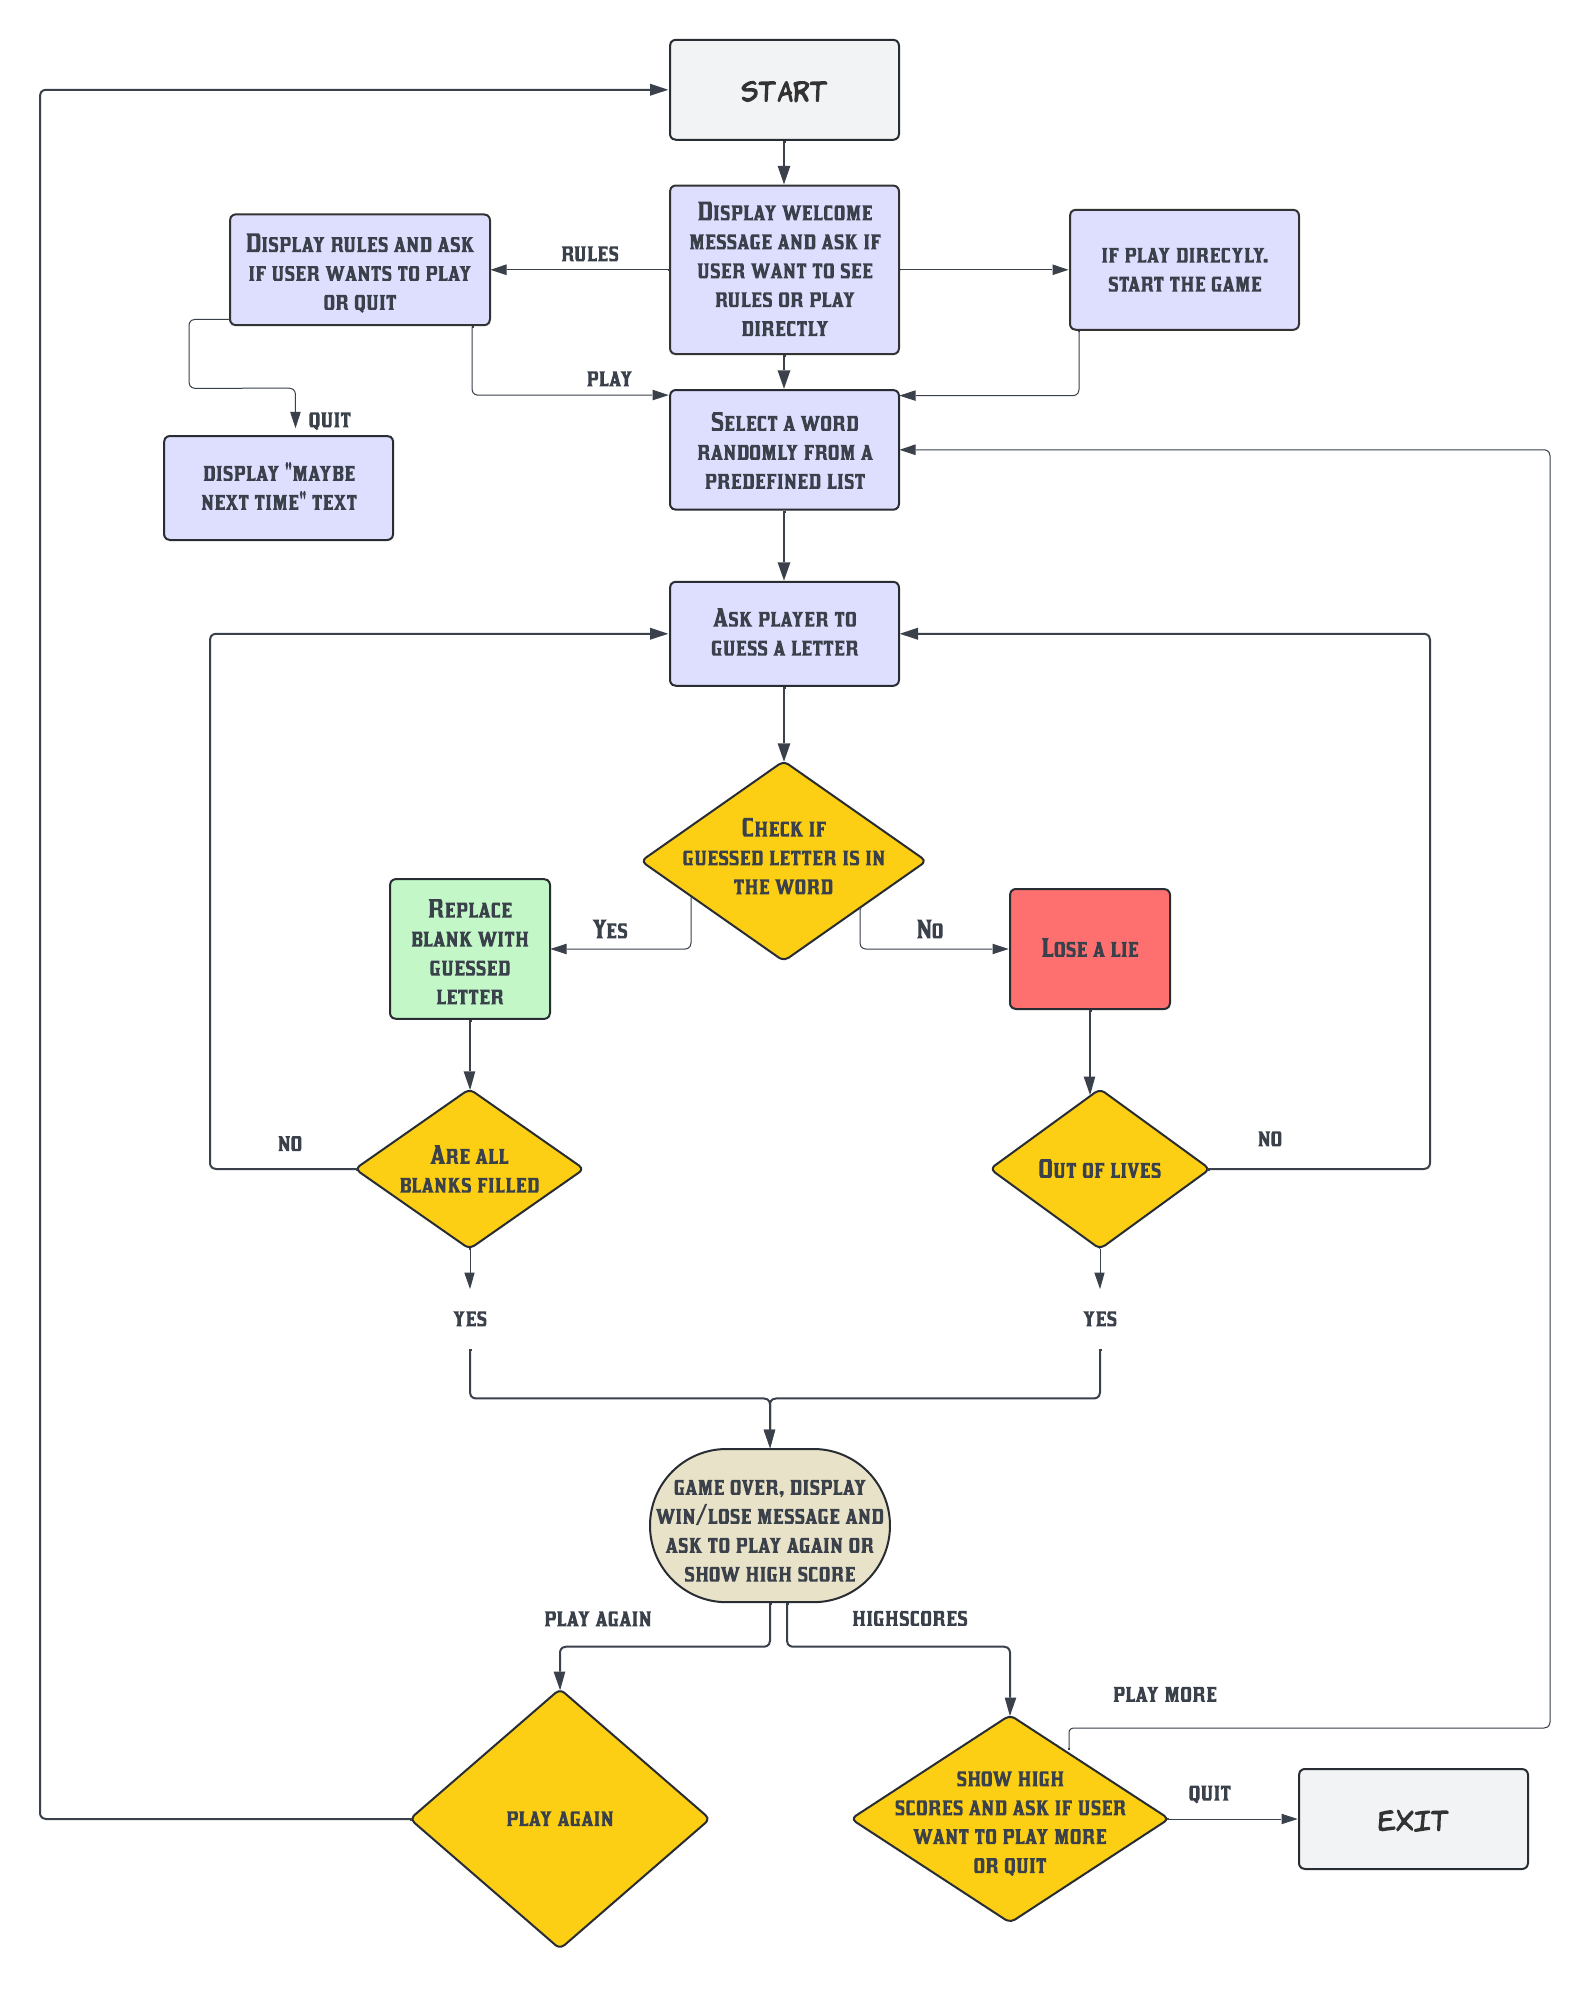 START
Display rules and ask
if user wants to play
or quit
rules
Display welcome
message and ask if
user want to see
rules or play
directly
if play direcyly.
start the game
play
quit
display "maybe
next time" text
Select a word
randomly from a
predefined list
Ask player to
guess a letter
Check if
guessed letter is in
the word
Replace
blank with
guessed
letter
Yes
No
Lose a lie
no
Are all
blanks filled
Out of lives
no
yes
yes
game over, display
win/lose message and
ask to play again or
show high score
play again
highscores
play more
play again
show high
scores and ask if user
want to play more
or quit
quit
EXIT